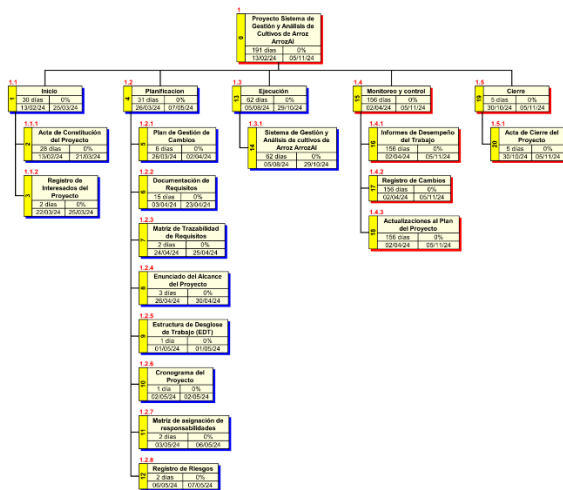 1
Proyecto Sistema de
Gestión y Análisis de
Cultivos de Arroz
ArrozAI
0
191 días 0%
13/02/24 05/11/24
1.1
Inicio
1
30 días 0%
13/02/24 25/03/24
1.1.1
Acta de Constitución
del Proyecto
2
28 días 0%
13/02/24 21/03/24
1.1.2
Registro de
Interesados del
Proyecto
3
2 días 0%
22/03/24 25/03/24
1.2
Planificacion
4
31 días 0%
26/03/24 07/05/24
1.2.1
Plan de Gestión de
Cambios
5
6 días 0%
26/03/24 02/04/24
1.2.2
Documentación de
Requisitos
6
15 días 0%
03/04/24 23/04/24
1.2.3
Matriz de Trazabilidad
de Requisitos
7
2 días 0%
24/04/24 25/04/24
1.2.4
Enunciado del Alcance
del Proyecto
8
3 días 0%
26/04/24 30/04/24
1.2.5
Estructura de Desglose
de Trabajo (EDT)
9
1 día 0%
01/05/24 01/05/24
1.2.6
Cronograma del
Proyecto
10
1 día 0%
02/05/24 02/05/24
1.2.7
Matriz de asignación de
responsabilidades
11
2 días 0%
03/05/24 06/05/24
1.2.8
Registro de Riesgos
12
2 días 0%
06/05/24 07/05/24
1.3
Ejecución
13
62 días 0%
05/08/24 29/10/24
1.3.1
Sistema de Gestión y
Análisis de cultivos de
Arroz ArrozAI
14
62 días 0%
05/08/24 29/10/24
1.4
Monitoreo y control
15
156 días 0%
02/04/24 05/11/24
1.4.1
Informes de Desempeño
del Trabajo
16
156 días 0%
02/04/24 05/11/24
1.4.2
Registro de Cambios
17
156 días 0%
02/04/24 05/11/24
1.4.3
Actualizaciones al Plan
del Proyecto
18
156 días 0%
02/04/24 05/11/24
1.5
Cierre
19
5 días 0%
30/10/24 05/11/24
1.5.1
Acta de Cierre del
Proyecto
20
5 días 0%
30/10/24 05/11/24